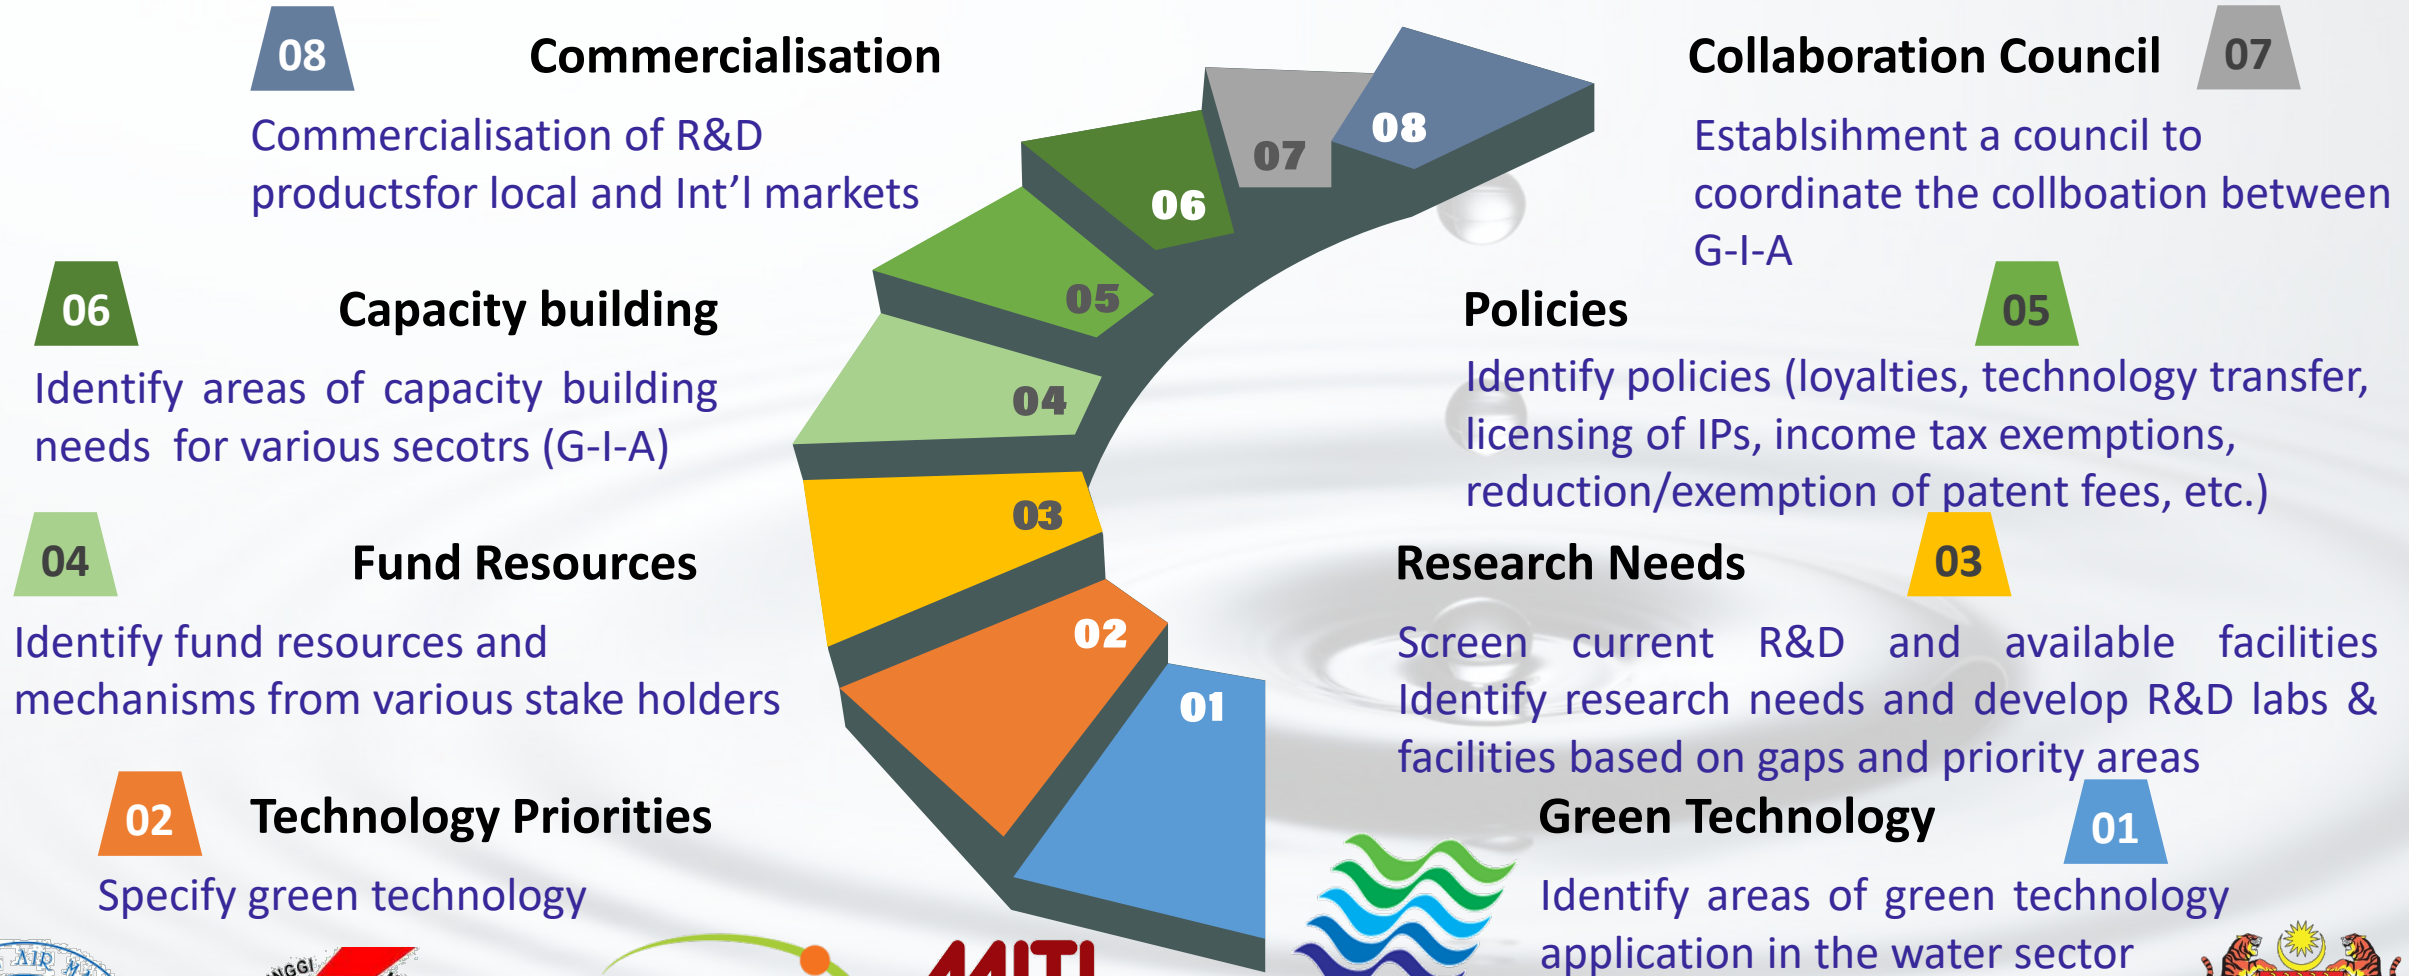 08
Commercialisation
Commercialisation of R&D
productsfor local and Int’l markets
Collaboration Council
07
Establsihment a council to
coordinate the collboation between
G-I-A
06
Capacity building
Identify areas of capacity building
needs for various secotrs (G-I-A)
Policies
05
Identify policies (loyalties, technology transfer,
licensing of IPs, income tax exemptions,
reduction/exemption of patent fees, etc.)
04
Fund Resources
Identify fund resources and
mechanisms from various stake holders
Research Needs
03
Screen current R&D and available facilities
Identify research needs and develop R&D labs &
facilities based on gaps and priority areas
02
Technology Priorities
Specify green technology
Green Technology
01
Identify areas of green technology
application in the water sector
08
07
06
05
04
03
02
01
AIR
NGGI
MITI